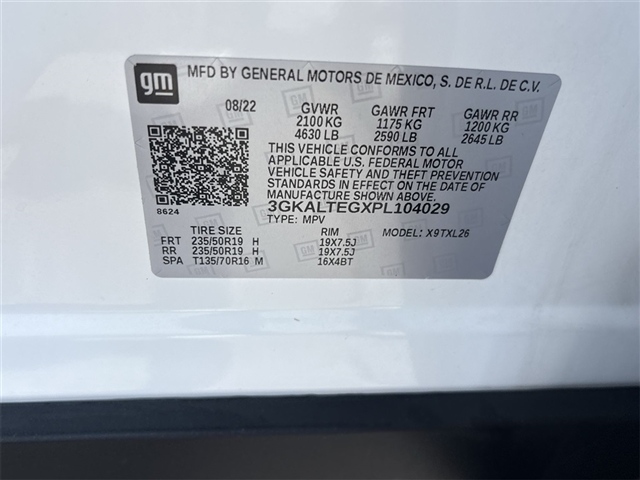 gm
MFD BY GENERAL MOTORS DE MEXICO, S. DE R.L. DE C.V.
08/22 GVWR GAWR FRT GAWR RR
2100 KG 1175 KG 1200 KG
4630 LB 2590 LB 2645 LB
THIS VEHICLE CONFORMS TO ALL
APPLICABLE U.S. FEDERAL MOTOR
VEHICLE SAFETY AND THEFT PREVENTION
STANDARDS IN EFFECT ON THE DATE OF
MANUFACTURE SHOWN ABOVE.
8624
3GKALTEGXPL104029
TYPE: MPV MODEL: X9TXL26
TIRE SIZE RIM
FRT 235/50R19 H 19X7.5J
RR 235/50R19 H 19X7.5J
SPA T135/70R16 M 16X4BT